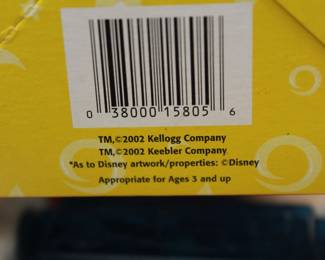 0 38000 15805 6
TM,©2002 Kellogg Company
TM,©2002 Keebler Company
*As to Disney artwork/properties: ©Disney
Appropriate for Ages 3 and up